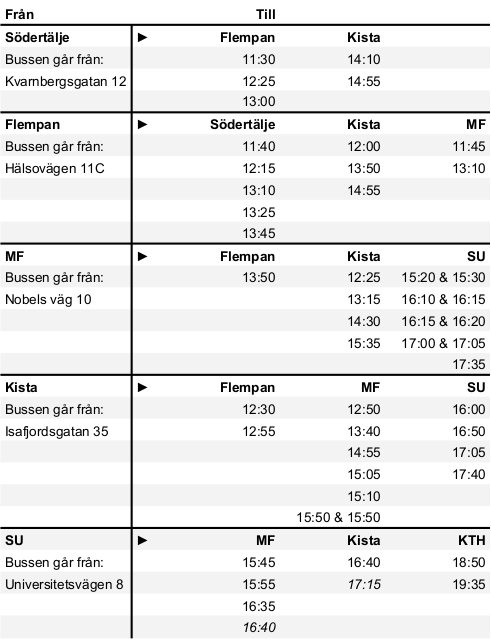 Från Till
Södertälje ► Flempan Kista
Bussen går från: 11:30 14:10
Kvarnbergsgatan 12 12:25 14:55
13:00
Flempan ► Södertälje Kista MF
Bussen går från: 11:40 12:00 11:45
Hälsovägen 11C 12:15 13:50 13:10
13:10 14:55
13:25
13:45
MF ► Flempan Kista SU
Bussen går från: 13:50 12:25 15:20 & 15:30
Nobels väg 10 13:15 16:10 & 16:15
14:30 16:15 & 16:20
15:35 17:00 & 17:05
17:35
Kista ► Flempan MF SU
Bussen går från: 12:30 12:50 16:00
Isafjordsgatan 35 12:55 13:40 16:50
14:55 17:05
15:05 17:40
15:10
15:50 & 15:50
SU ► MF Kista KTH
Bussen går från: 15:45 16:40 18:50
Universitetsvägen 8 15:55 17:15 19:35
16:35
16:40